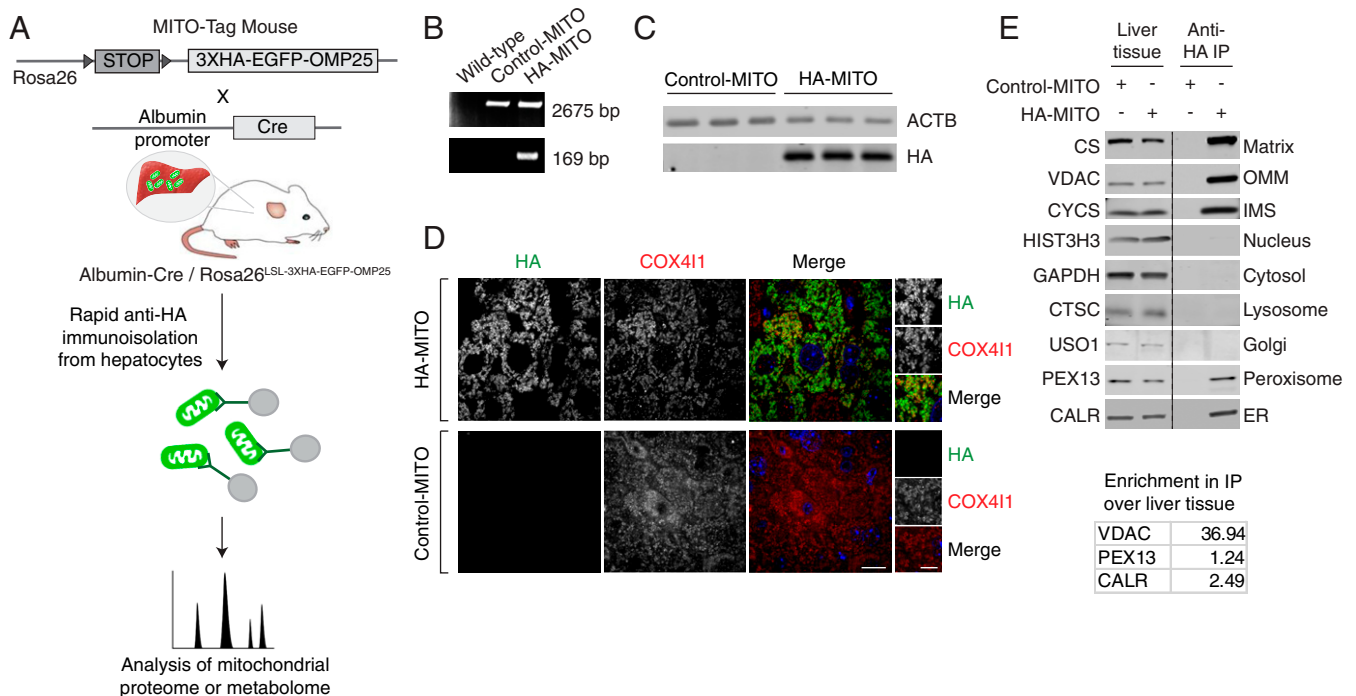 A
MITO-Tag Mouse
Rosa26
STOP
3XHA-EGFP-OMP25
X
Albumin
promoter
Cre
Albumin-Cre / Rosa26LSL-3XHA-EGFP-OMP25
Rapid anti-HA
immunoisolation
from hepatocytes
Analysis of mitochondrial
proteome or metabolome
B
Wild-type
Control-MITO
HA-MITO
2675 bp
169 bp
C
Control-MITO
HA-MITO
ACTB
HA
D
HA
COX4I1
Merge
HA-MITO
HA
COX4I1
Merge
Control-MITO
HA
COX4I1
Merge
E
Liver
tissue
Anti-
HA IP
Control-MITO + - + -
HA-MITO - + - +
CS Matrix
VDAC OMM
CYCS IMS
HIST3H3 Nucleus
GAPDH Cytosol
CTSC Lysosome
USO1 Golgi
PEX13 Peroxisome
CALR ER
Enrichment in IP
over liver tissue
VDAC 36.94
PEX13 1.24
CALR 2.49